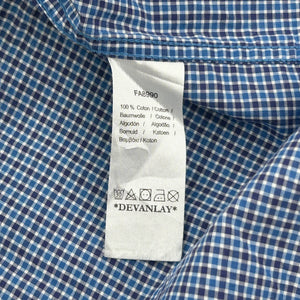 FA8990
100 % Coton / Cotton /
Baumwolle / Cotone /
Algodón / Algodão /
Bomuld / Katoen /
Βαμβάκι / Koton
*DEVANLAY*